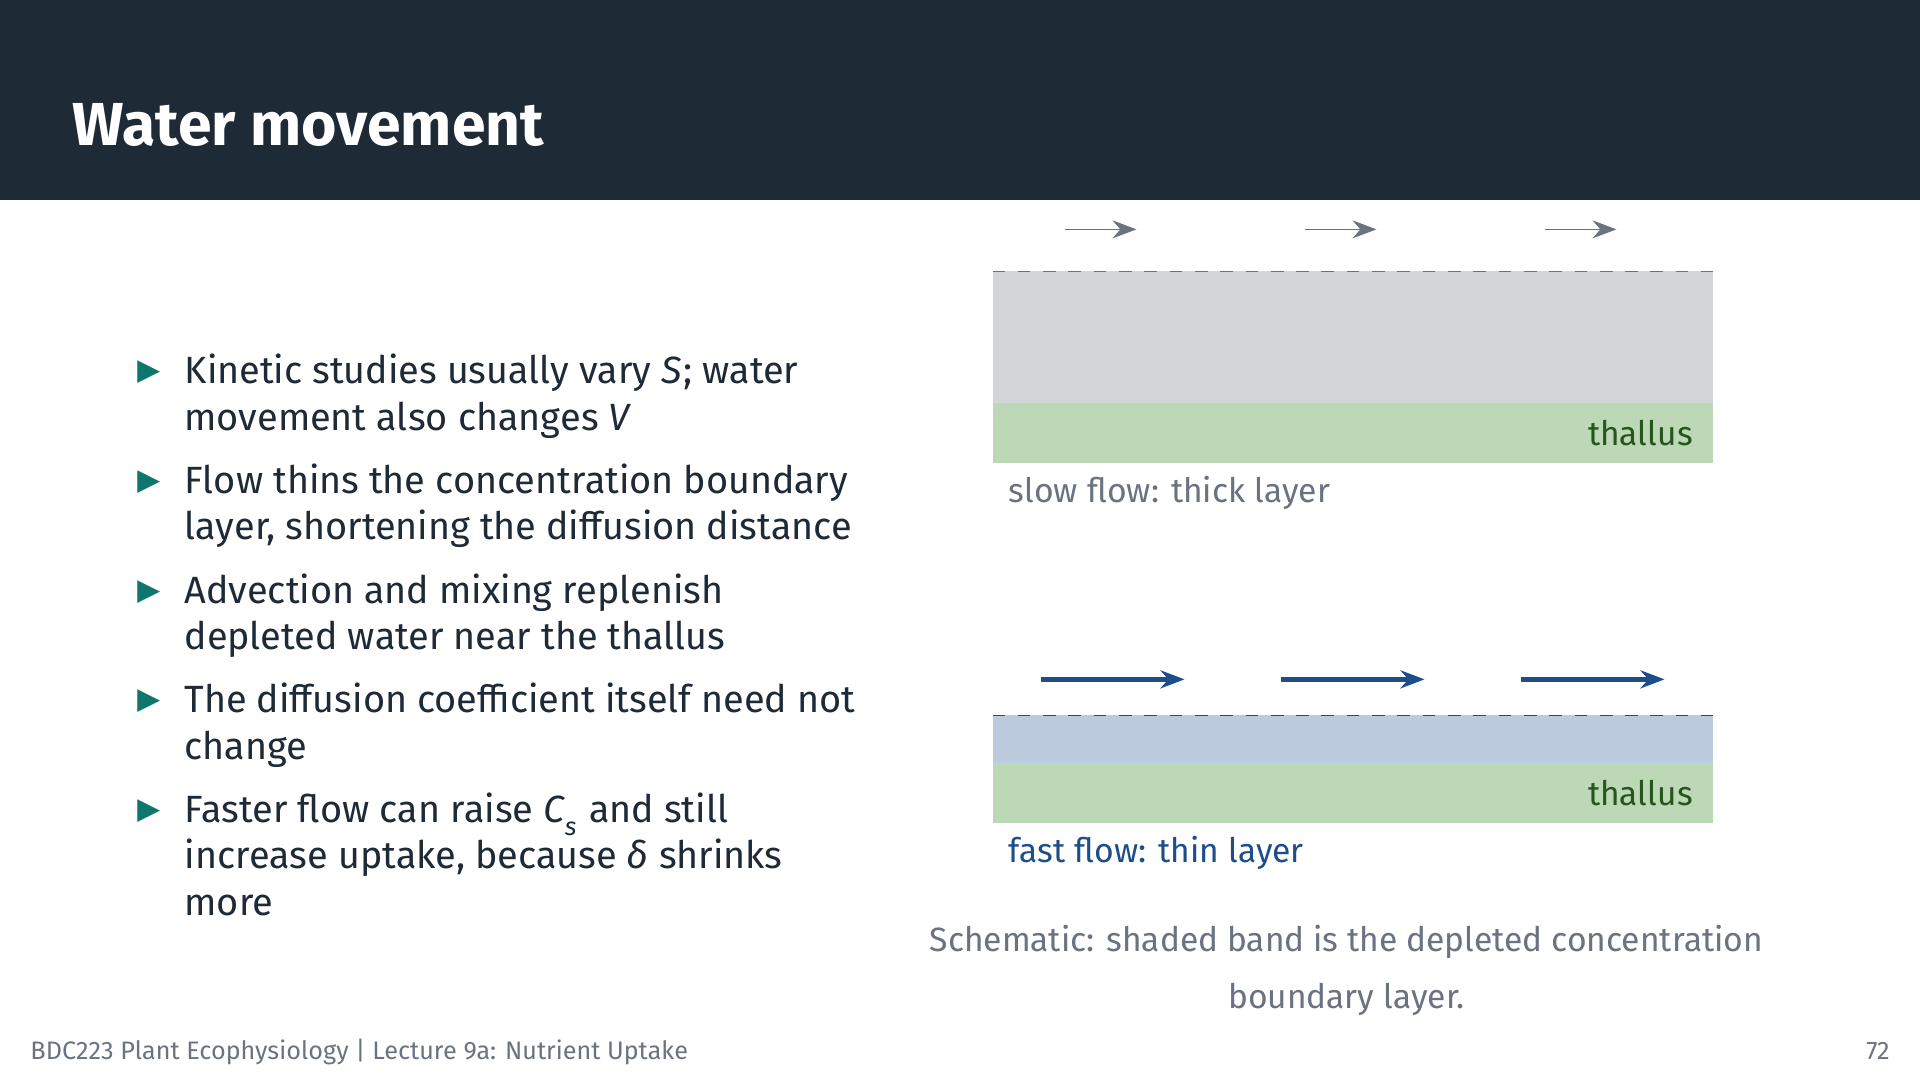 Water movement
► Kinetic studies usually vary S; water
movement also changes V
► Flow thins the concentration boundary
layer, shortening the diffusion distance
► Advection and mixing replenish
depleted water near the thallus
► The diffusion coefficient itself need not
change
► Faster flow can raise Cₛ and still
increase uptake, because δ shrinks
more
thallus
slow flow: thick layer
thallus
fast flow: thin layer
Schematic: shaded band is the depleted concentration
boundary layer.
BDC223 Plant Ecophysiology | Lecture 9a: Nutrient Uptake
72